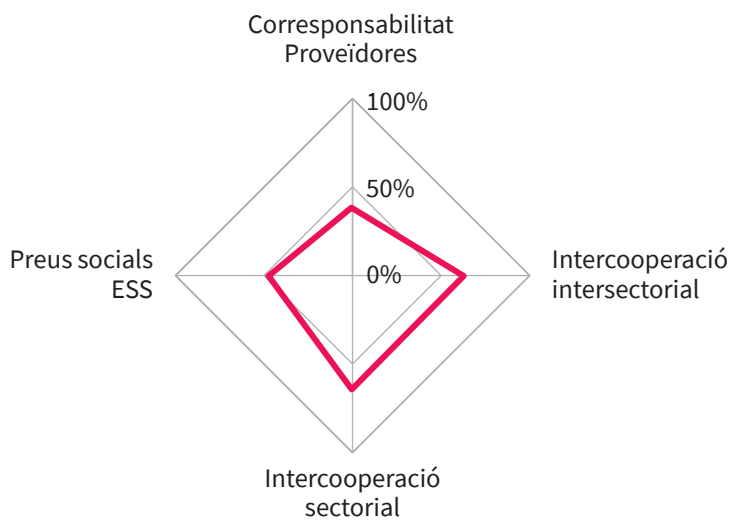 Corresponsabilitat
Proveïdores
100%
50%
0%
Preus socials
ESS
Intercooperació
intersectorial
Intercooperació
sectorial